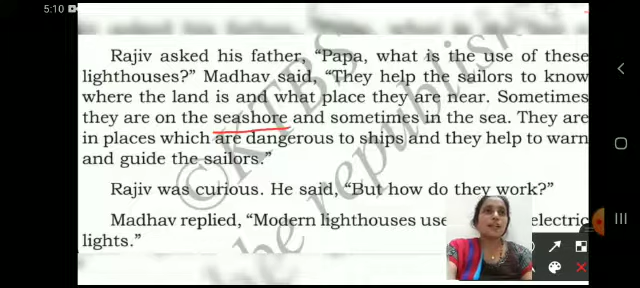 5:10
Rajiv asked his father, “Papa, what is the use of these
lighthouses?” Madhav said, “They help the sailors to know
where the land is and what place they are near. Sometimes
they are on the seashore and sometimes in the sea. They are
in places which are dangerous to ships and they help to warn
and guide the sailors.”
Rajiv was curious. He said, “But how do they work?”
Madhav replied, “Modern lighthouses use electric
lights.”
©KTBS
be republish